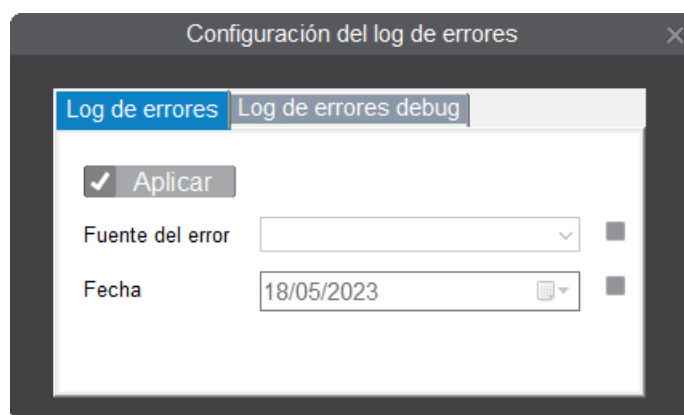 Configuración del log de errores
Log de errores Log de errores debug
Aplicar
Fuente del error
Fecha 18/05/2023